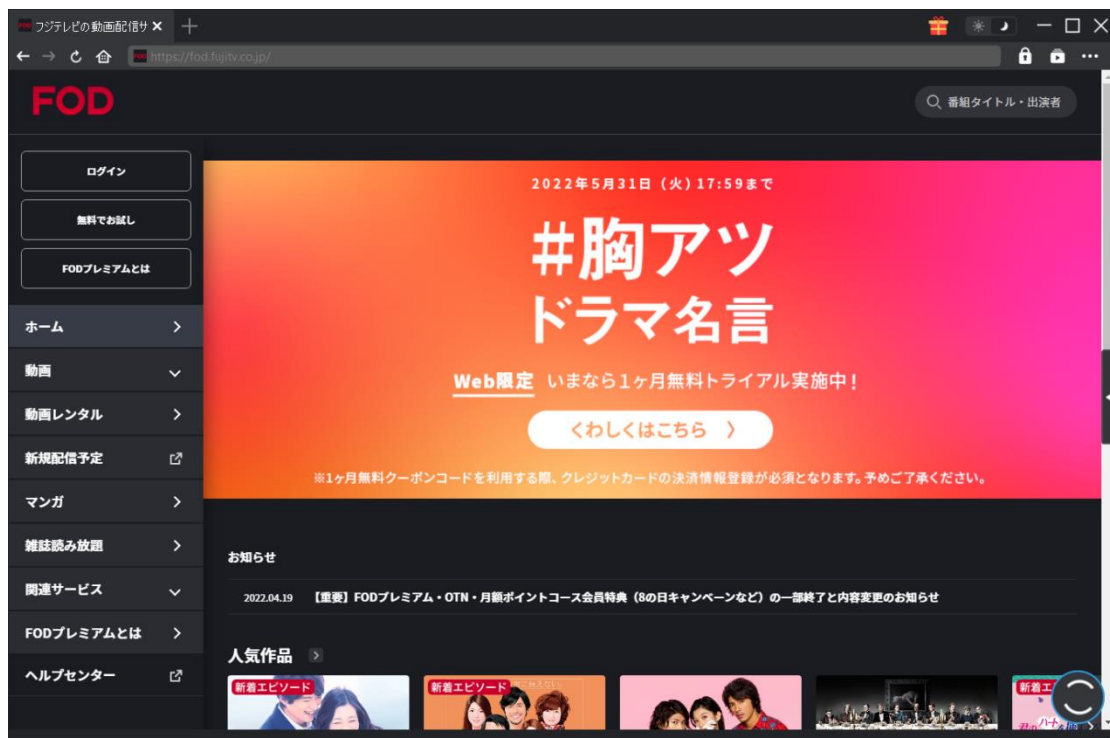 フジテレビの動画配信サ
https://fod.fujitv.co.jp/
FOD
番組タイトル・出演者
ログイン
無料でお試し
FODプレミアムとは
ホーム
動画
動画レンタル
新規配信予定
マンガ
雑誌読み放題
関連サービス
FODプレミアムとは
ヘルプセンター
2022年5月31日(火)17:59まで
#胸アツ
ドラマ名言
Web限定 いまなら1ヶ月無料トライアル実施中!
くわしくはこちら
※1ヶ月無料クーポンコードを利用する際、クレジットカードの決済情報登録が必須となります。予めご了承ください。
お知らせ
2022.04.19 【重要】FODプレミアム・OTN・月額ポイントコース会員特典(8の日キャンペーンなど)の一部終了と内容変更のお知らせ
人気作品
新着エピソード
新着エピソード
新着エ